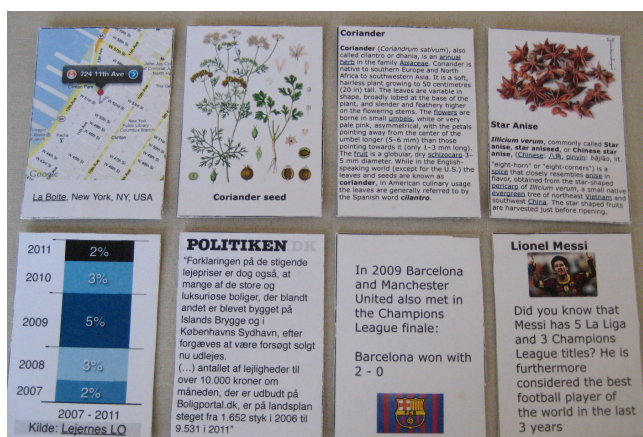 724 11th Ave
Google
La Boite, New York, NY, USA
Coriander seed
Coriander
Coriander (Coriandrum sativum), also
called cilantro or dhania, is an annual
herb in the family Apiaceae. Coriander is
native to southern Europe and North
Africa to southwestern Asia. It is a soft,
hairless plant growing to 50 centimetres
(20 in) tall. The leaves are variable in
shape, broadly lobed at the base of the
plant, and slender and feathery higher
on the flowering stems. The flowers are
borne in small umbels, white or very
pale pink, asymmetrical, with the petals
pointing away from the center of the
umbel longer (5–6 mm) than those
pointing towards it (only 1–3 mm long).
The fruit is a globular, dry schizocarp 3–
5 mm diameter. While in the English-
speaking world (except for the U.S.) the
leaves and seeds are known as
coriander, in American culinary usage
the leaves are generally referred to by
the Spanish word cilantro.
Star Anise
Illicium verum, commonly called Star
anise, star aniseed, or Chinese star
anise, (Chinese: 八角, pinyin: bājiǎo, lit.
"eight-horn" or "eight-corners") is a
spice that closely resembles anise in
flavor, obtained from the star-shaped
pericarp of Illicium verum, a small native
evergreen tree of northeast Vietnam and
southwest China. The star shaped fruits
are harvested just before ripening.
2011
2%
2010
3%
2009
5%
2008
3%
2007
2%
2007 - 2011
Kilde: Lejernes LO
POLITIKEN DK
"Forklaringen på de stigende
lejepriser er dog også, at
mange af de store og
luksuriøse boliger, der blandt
andet er blevet bygget på
Islands Brygge og i
Københavns Sydhavn, efter
forgæves at være forsøgt solgt
nu udlejes.
(...) antallet af lejligheder til
over 10.000 kroner om
måneden, der er udbudt på
Boligportal.dk, er på landsplan
steget fra 1.652 styk i 2006 til
9.531 i 2011"
In 2009 Barcelona
and Manchester
United also met in
the Champions
League finale:
Barcelona won with
2 - 0
Lionel Messi
Did you know that
Messi has 5 La Liga
and 3 Champions
League titles? He is
furthermore
considered the best
football player of
the world in the last
3 years